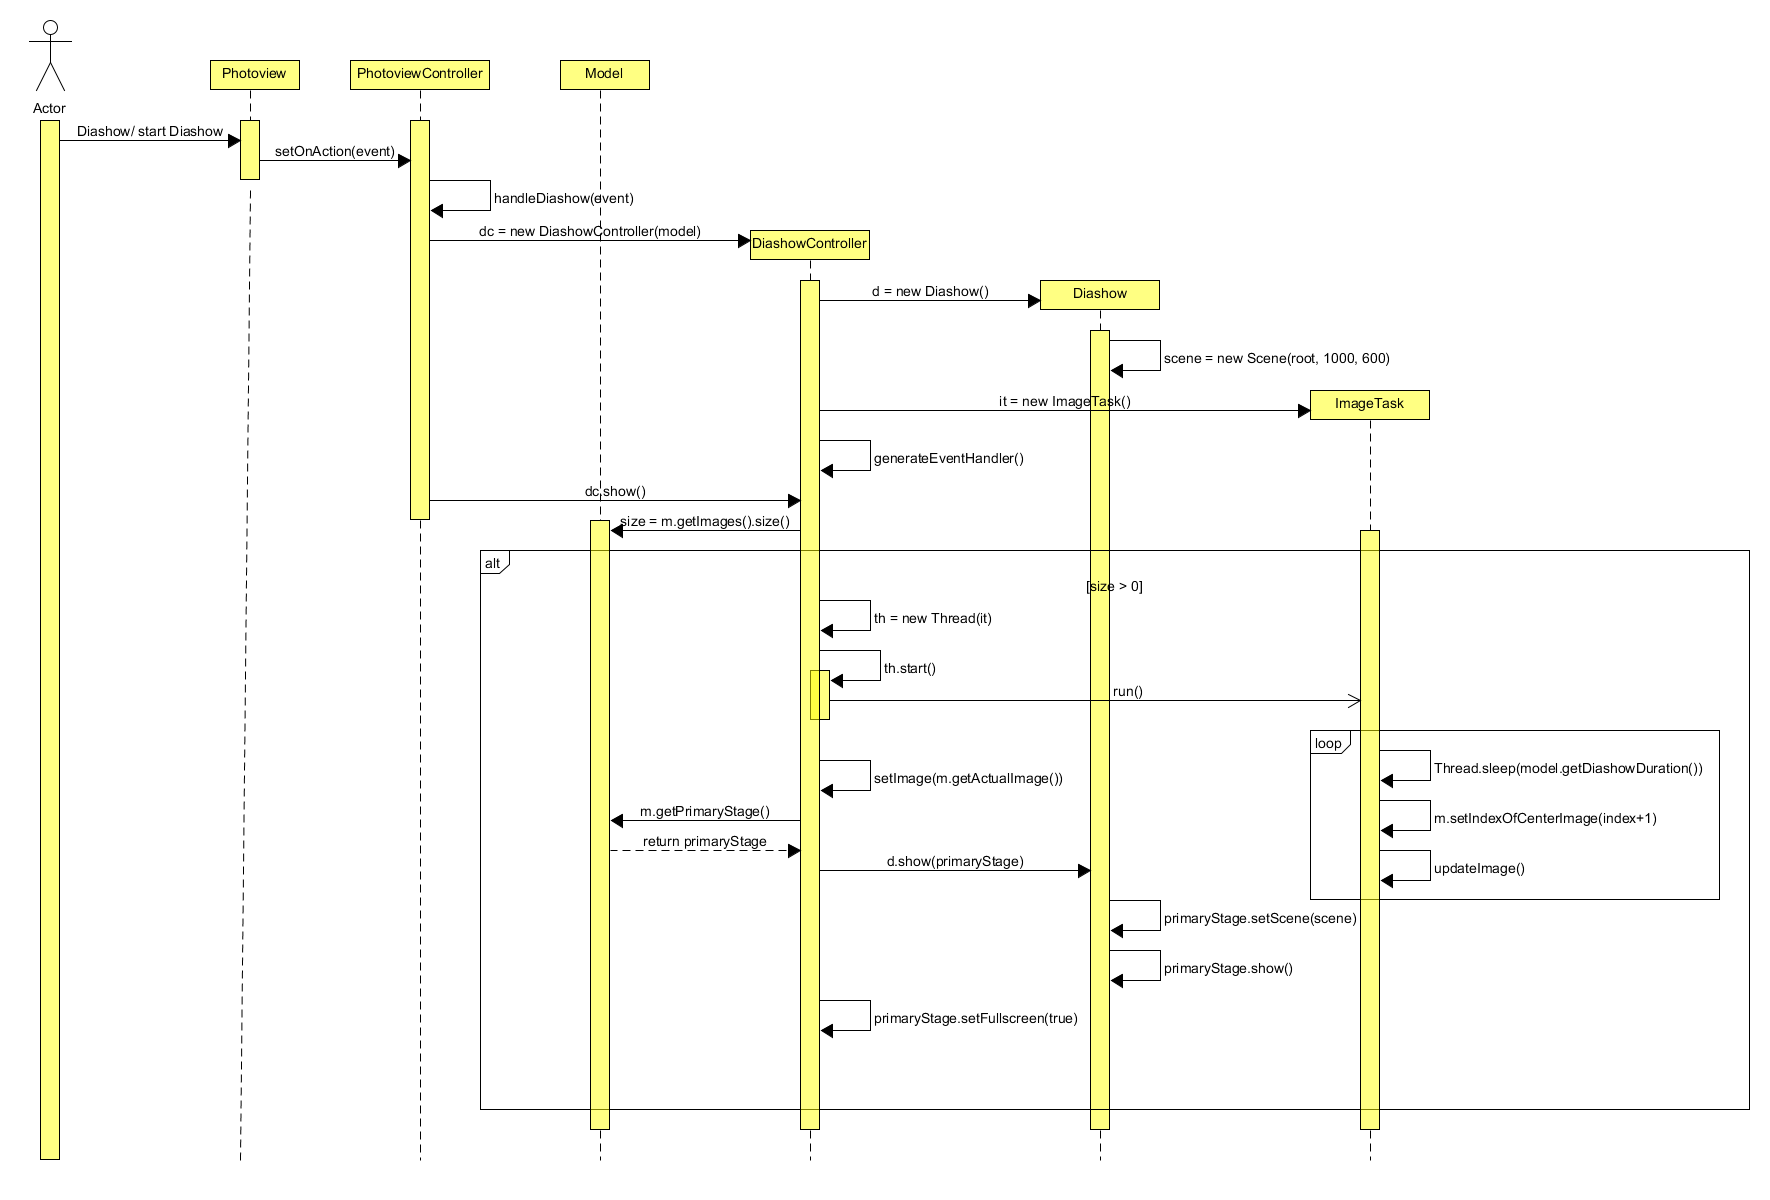 Photoview
PhotoviewController
Model
Actor
Diashow/ start Diashow
setOnAction(event)
handleDiashow(event)
dc = new DiashowController(model)
DiashowController
d = new Diashow()
Diashow
scene = new Scene(root, 1000, 600)
it = new ImageTask()
ImageTask
generateEventHandler()
dc.show()
size = m.getImages().size()
alt
[size > 0]
th = new Thread(it)
th.start()
run()
loop
Thread.sleep(model.getDiashowDuration())
setImage(m.getActualImage())
m.getPrimaryStage()
m.setIndexOfCenterImage(index+1)
return primaryStage
d.show(primaryStage)
updateImage()
primaryStage.setScene(scene)
primaryStage.show()
primaryStage.setFullscreen(true)